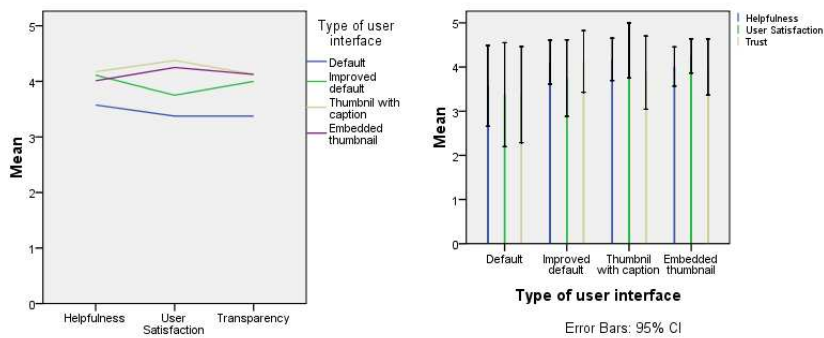 5
4
3
2
1
0
Mean
Helpfulness
User
Satisfaction
Transparency
Type of user
interface
Default
Improved
default
Thumbnil with
caption
Embedded
thumbnail
5
4
3
2
1
0
Mean
Default
Improved
default
Thumbnil
with caption
Embedded
thumbnail
Type of user interface
Error Bars: 95% CI
Helpfulness
User Satisfaction
Trust